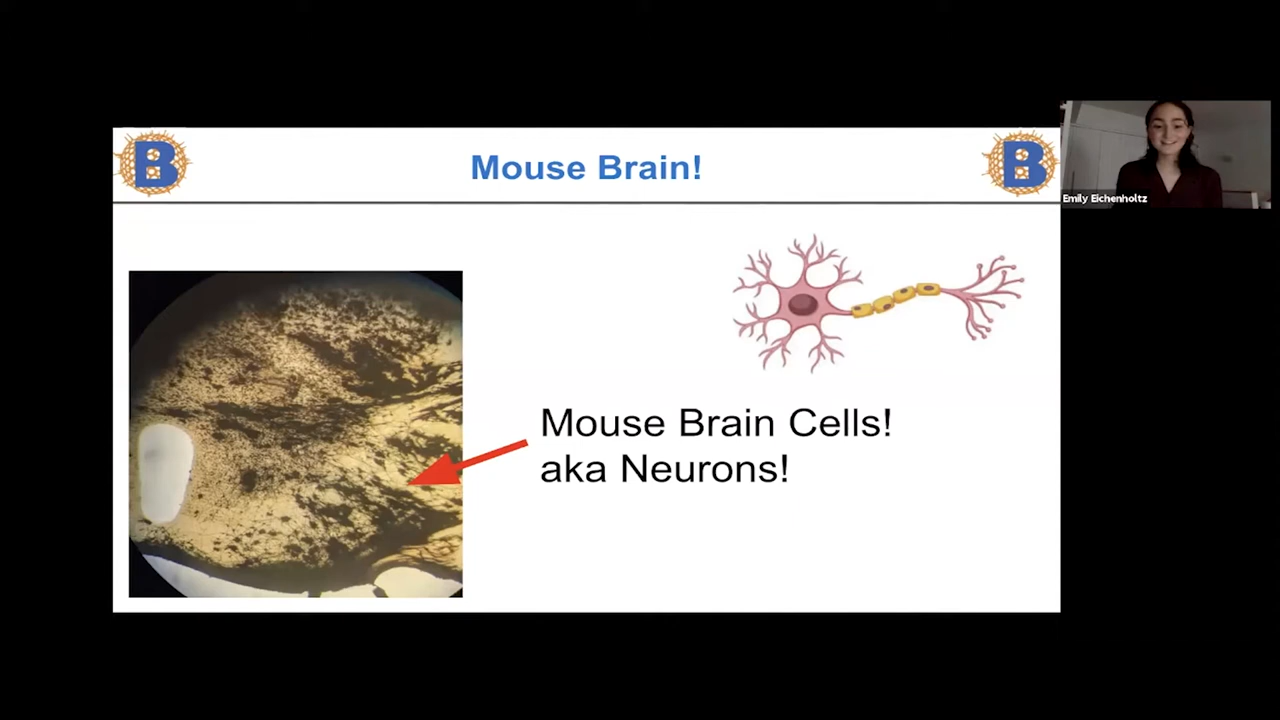 B
Mouse Brain!
B
Emily Eichenholtz
Mouse Brain Cells!
aka Neurons!